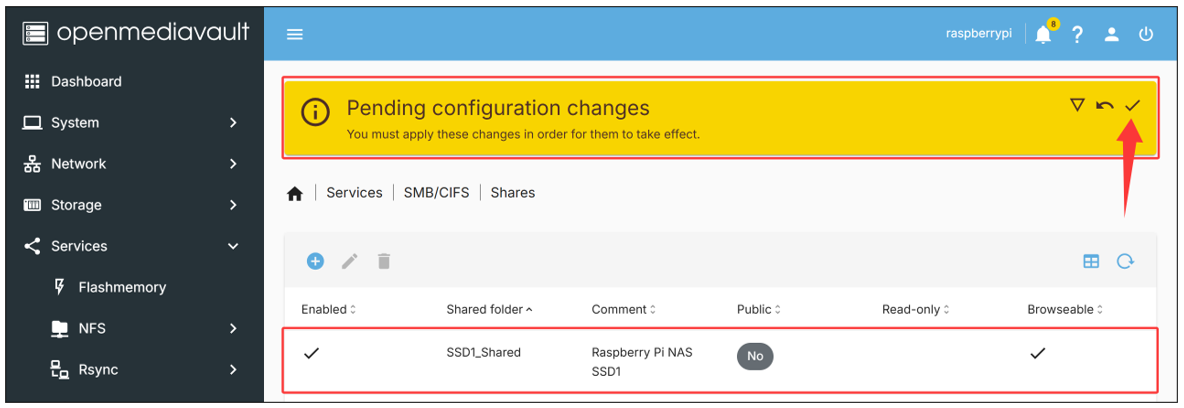 openmediavault
raspberrypi
8
?
Dashboard
System
Network
Storage
Services
Flashmemory
NFS
Rsync
Pending configuration changes
You must apply these changes in order for them to take effect.
Services | SMB/CIFS | Shares
Enabled Shared folder Comment Public Read-only Browseable
SSD1_Shared Raspberry Pi NAS No
SSD1